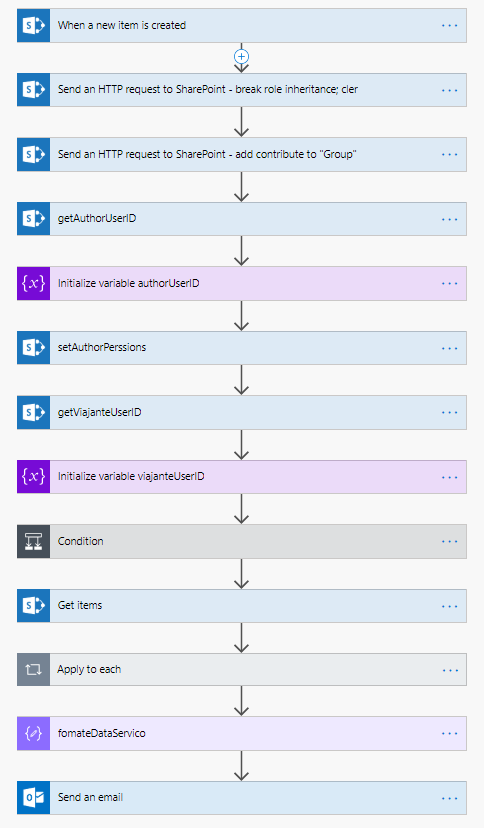 When a new item is created
Send an HTTP request to SharePoint - break role inheritance; cler
Send an HTTP request to SharePoint - add contribute to "Group"
getAuthorUserID
Initialize variable authorUserID
setAuthorPerssions
getViajanteUserID
Initialize variable viajanteUserID
Condition
Get items
Apply to each
fomateDataServico
Send an email